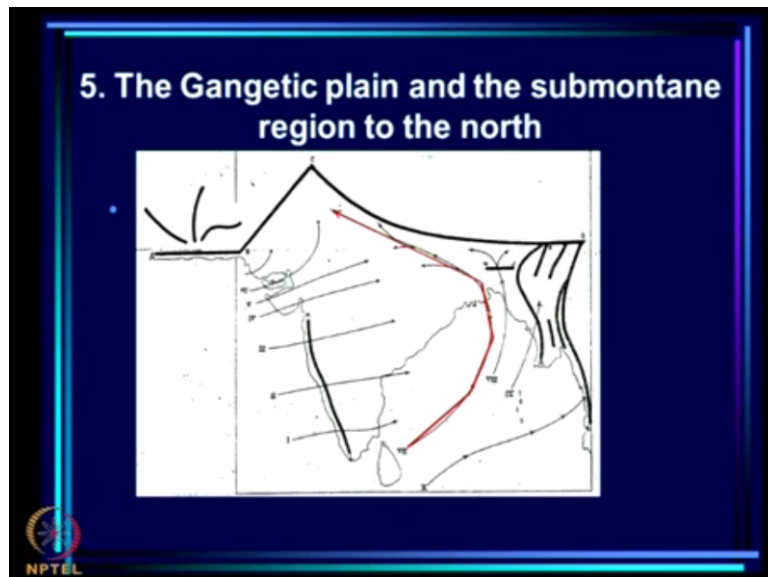 5. The Gangetic plain and the submontane
region to the north
NPTEL